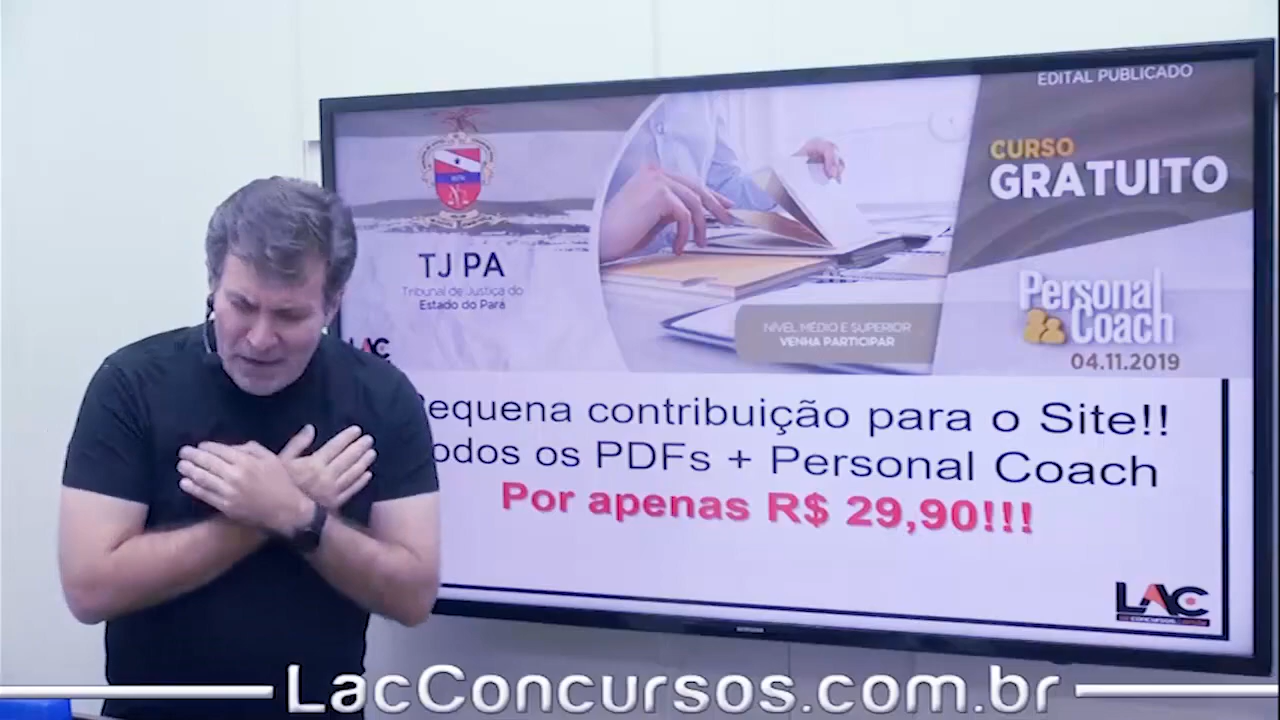 EDITAL PUBLICADO
CURSO
GRATUITO
TJ PA
Tribunal de Justiça do
Estado do Pará
NÍVEL MÉDIO E SUPERIOR
VENHA PARTICIPAR
Personal
Coach
04.11.2019
LAC
equena contribuição para o Site!!
odos os PDFs + Personal Coach
Por apenas R$ 29,90!!!
LAC
LacConcursos.com.br